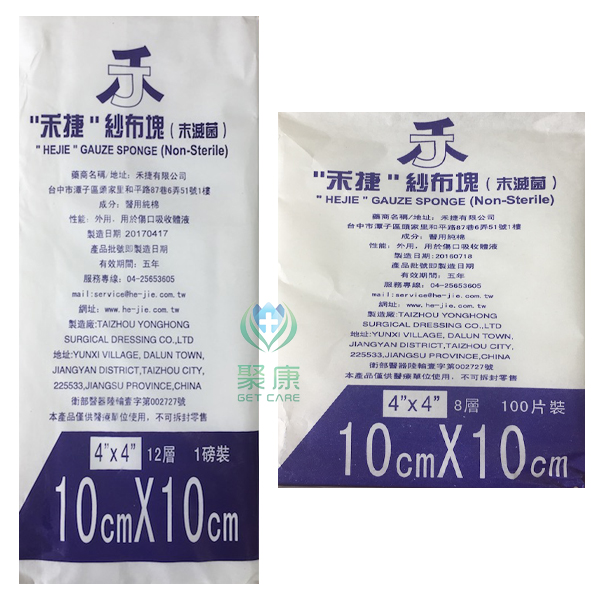 禾
"禾捷"紗布塊(未滅菌)
"HEJIE" GAUZE SPONGE (Non-Sterile)
藥商名稱/地址: 禾捷有限公司
台中市潭子區頭家里和平路87巷6弄51號1樓
成分: 醫用純棉
性能: 外用, 用於傷口吸收體液
製造日期 20170417
產品批號即製造日期
有效期間: 五年
服務專線: 04-25653605
mail:service@he-jie.com.tw
網址: www.he-jie.com.tw
製造廠:TAIZHOU YONGHONG
SURGICAL DRESSING CO.,LTD
地址:YUNXI VILLAGE, DALUN TOWN,
JIANGYAN DISTRICT,TAIZHOU CITY,
225533,JIANGSU PROVINCE,CHINA
衛部醫器陸輸壹字第002727號
本產品僅供醫療單位使用, 不可拆封零售
4"x4" 12層 1磅裝
10cmX10cm
聚康
GET CARE
禾
"禾捷"紗布塊(未滅菌)
"HEJIE" GAUZE SPONGE (Non-Sterile)
藥商名稱/地址: 禾捷有限公司
台中市潭子區頭家里和平路87巷6弄51號1樓
成分: 醫用純棉
性能: 外用, 用於傷口吸收體液
製造日期:20160718
產品批號即製造日期
有效期間: 五年
服務專線: 04-25653605
mail:service@he-jie.com.tw
網址: www.he-jie.com.tw
製造廠:TAIZHOU YONGHONG
SURGICAL DRESSING CO.,LTD
地址:YUNXI VILLAGE, DALUN TOWN,
JIANGYAN DISTRICT,TAIZHOU CITY,
225533,JIANGSU PROVINCE,CHINA
衛部醫器陸輸壹字第002727號
本產品僅供醫療單位使用, 不可拆封零售
4"x4" 8層 100片裝
10cmX10cm